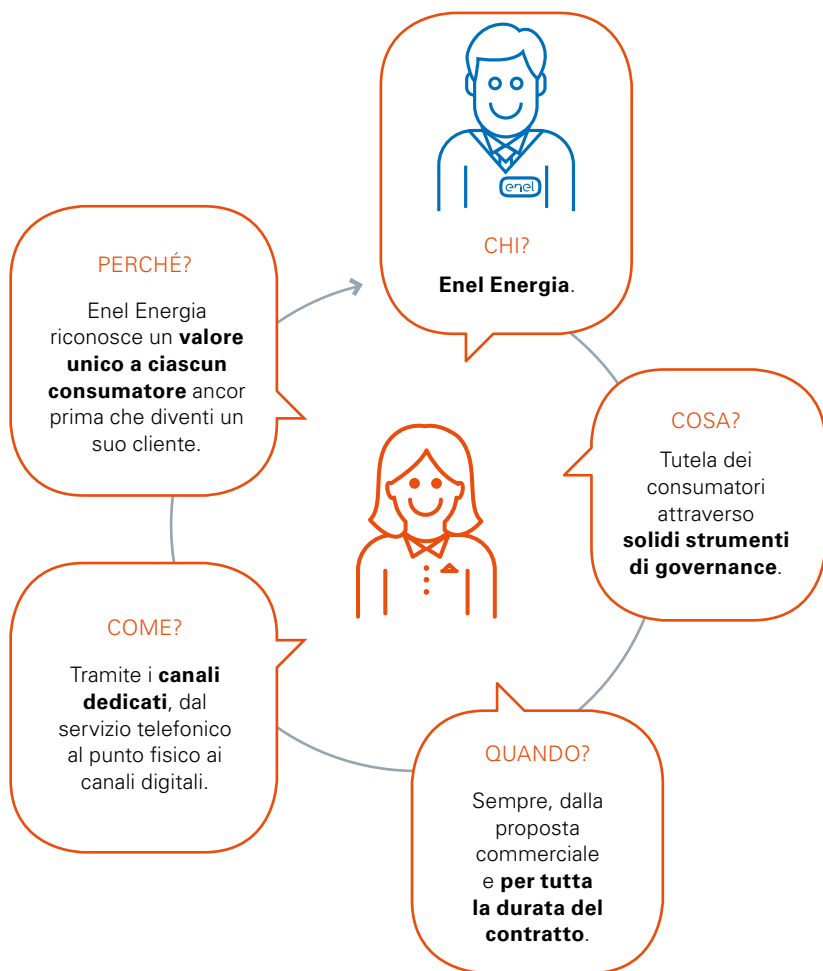 enel
CHI?
Enel Energia.
COSA?
Tutela dei
consumatori
attraverso
solidi strumenti
di governance.
QUANDO?
Sempre, dalla
proposta
commerciale
e per tutta
la durata del
contratto.
COME?
Tramite i canali
dedicati, dal
servizio telefonico
al punto fisico ai
canali digitali.
PERCHÉ?
Enel Energia
riconosce un valore
unico a ciascun
consumatore ancor
prima che diventi un
suo cliente.